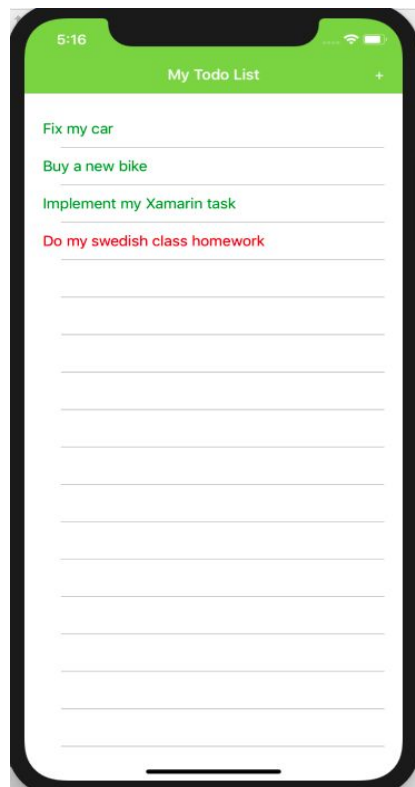 5:16
My Todo List +
Fix my car
Buy a new bike
Implement my Xamarin task
Do my swedish class homework